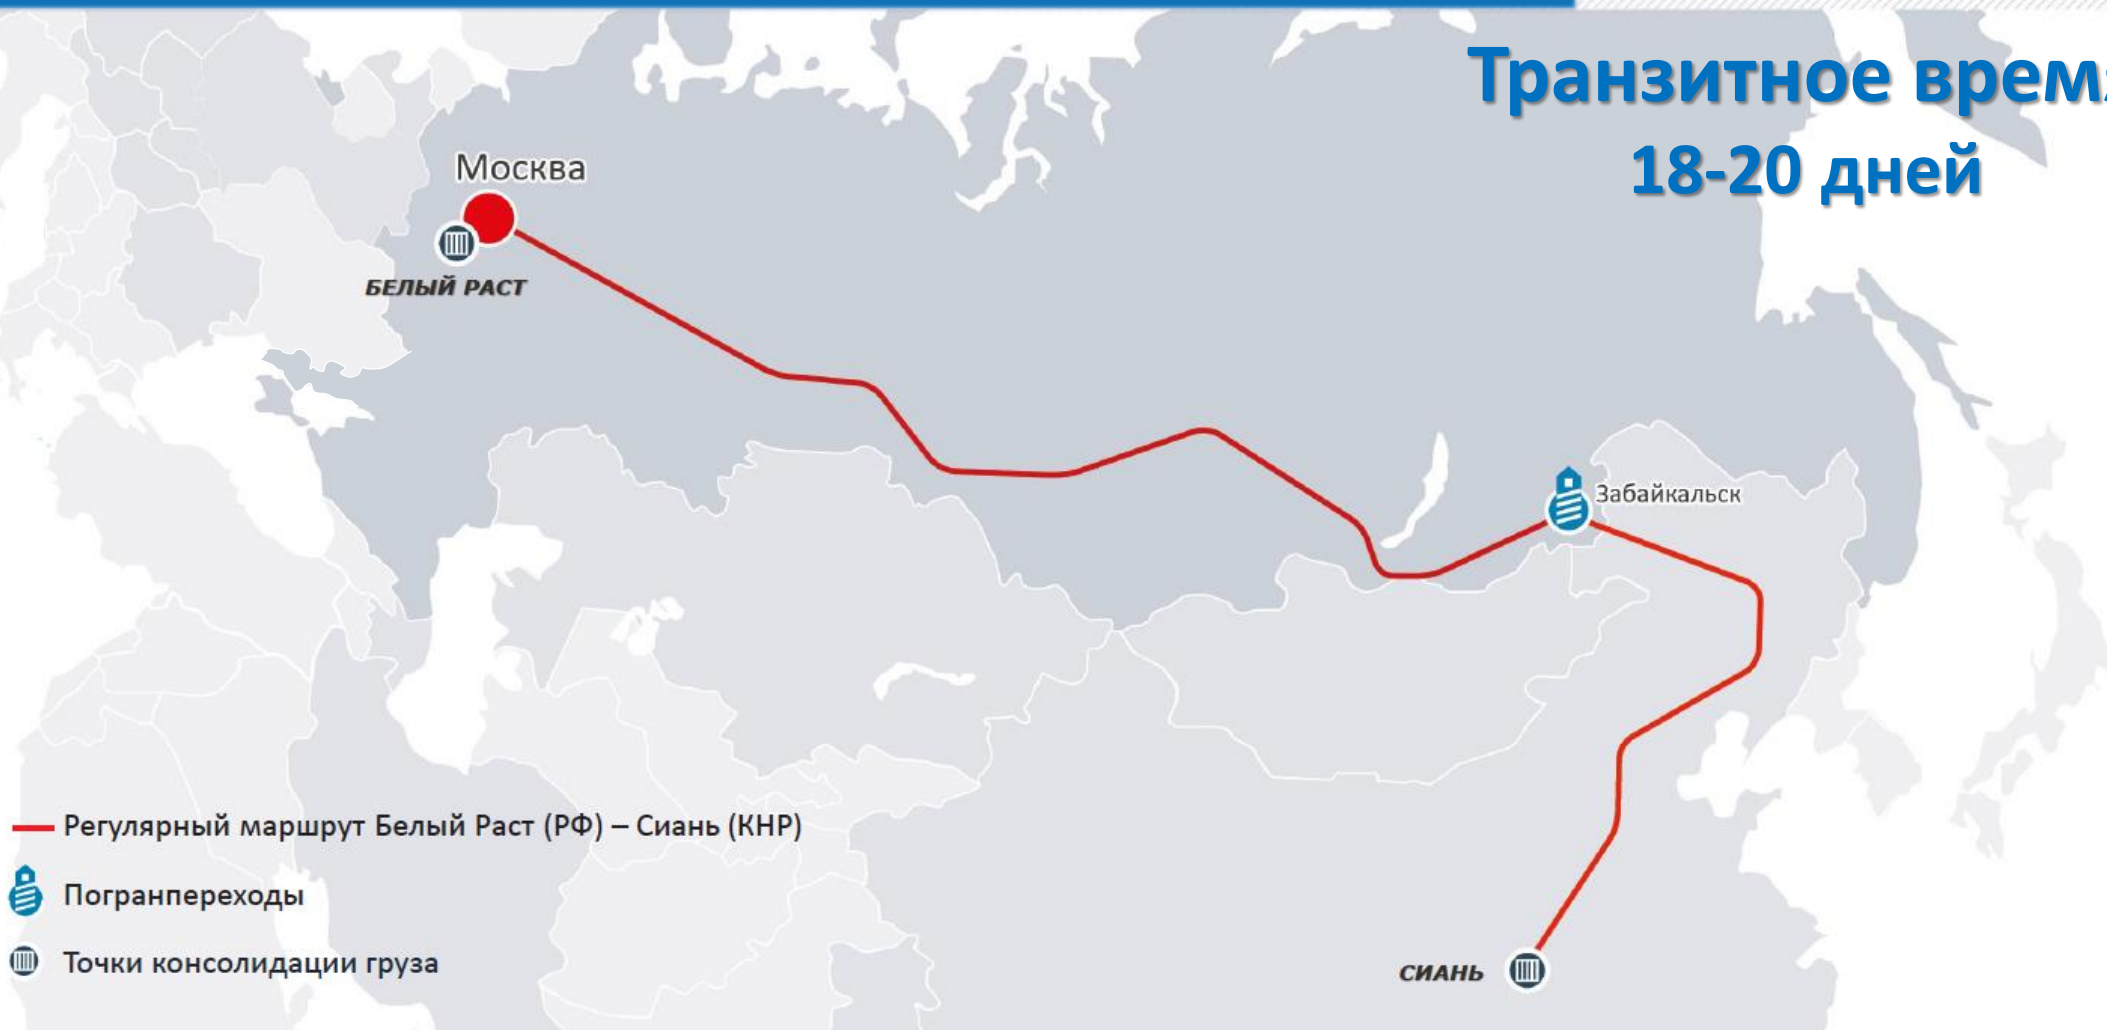 Транзитное время
18-20 дней
Москва
БЕЛЫЙ РАСТ
Забайкальск
Регулярный маршрут Белый Раст (РФ) – Сиань (КНР)
Погранпереходы
Точки консолидации груза
СИАНЬ